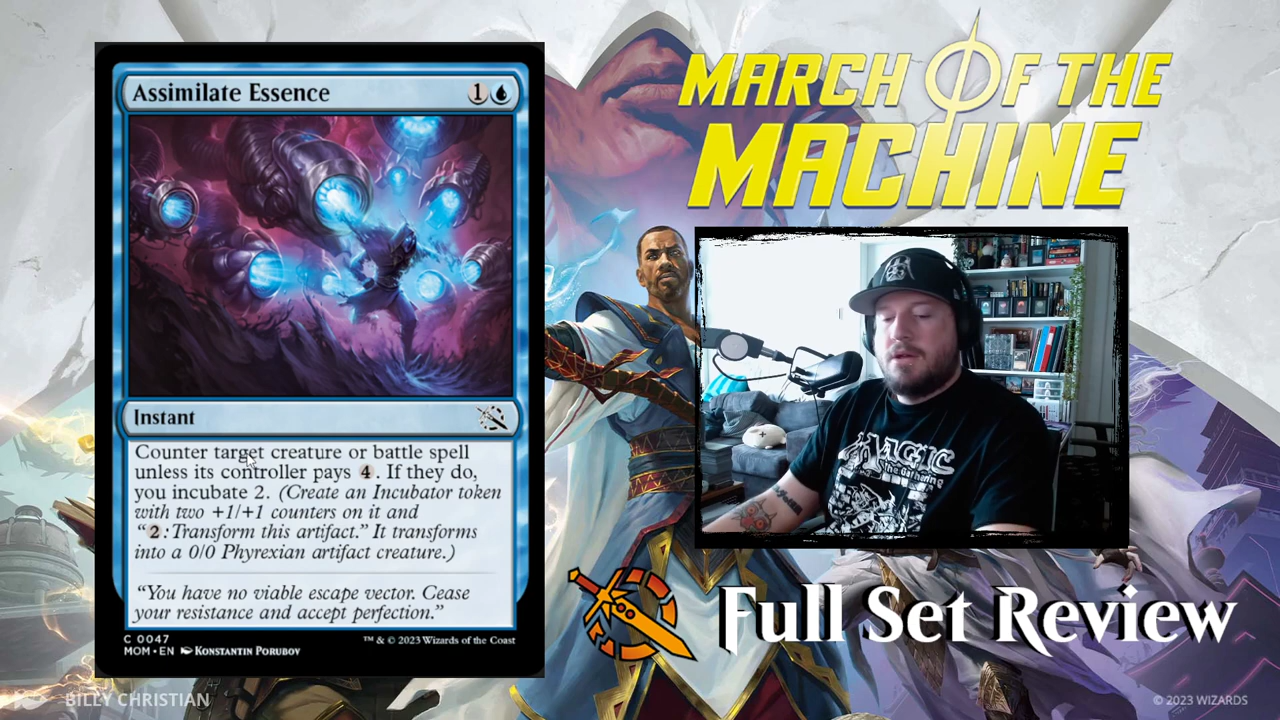 Assimilate Essence 1
Instant
Counter target creature or battle spell
unless its controller pays 4. If they do,
you incubate 2. (Create an Incubator token
with two +1/+1 counters on it and
“2:Transform this artifact.” It transforms
into a 0/0 Phyrexian artifact creature.)
“You have no viable escape vector. Cease
your resistance and accept perfection.”
C 0047
MOM • EN KONSTANTIN PORUBOV
™ & © 2023 Wizards of the Coast
MARCH OF THE
MACHINE
MAGIC
The Gathering
Full Set Review
BILLY CHRISTIAN
© 2023 WIZARDS